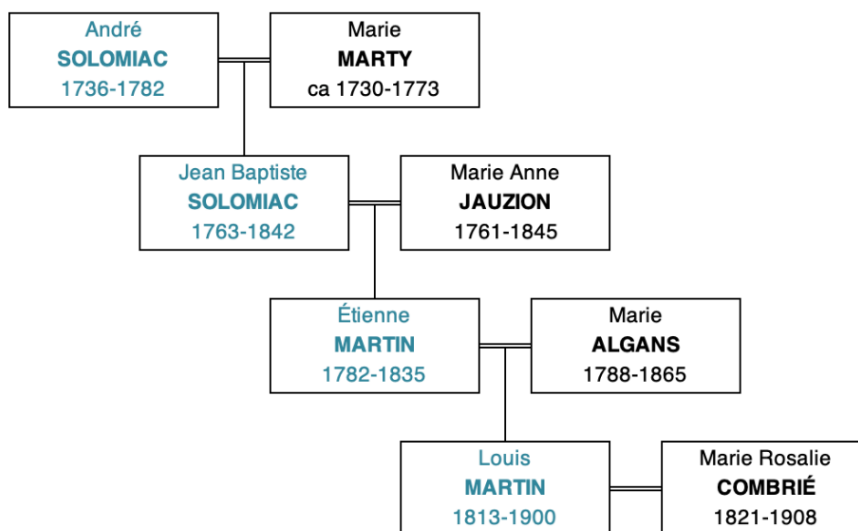 André
SOLOMIAC
1736-1782
Marie
MARTY
ca 1730-1773
Jean Baptiste
SOLOMIAC
1763-1842
Marie Anne
JAUZION
1761-1845
Étienne
MARTIN
1782-1835
Marie
ALGANS
1788-1865
Louis
MARTIN
1813-1900
Marie Rosalie
COMBRIÉ
1821-1908